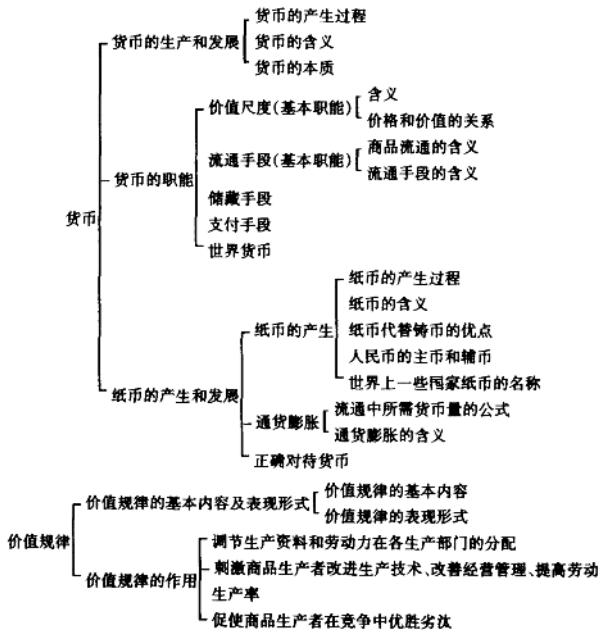 货币的产生过程
货币的生产和发展
货币的含义
货币的本质
含义
价值尺度(基本职能)
价格和价值的关系
商品流通的含义
流通手段(基本职能)
流通手段的含义
货币的职能
储藏手段
货币
支付手段
世界货币
纸币的产生过程
纸币的含义
纸币的产生
纸币代替铸币的优点
人民币的主币和辅币
世界上一些国家纸币的名称
纸币的产生和发展
流通中所需货币量的公式
通货膨胀
通货膨胀的含义
正确对待货币
价值规律的基本内容
价值规律的基本内容及表现形式
价值规律的表现形式
价值规律
调节生产资料和劳动力在各生产部门的分配
价值规律的作用
刺激商品生产者改进生产技术、改善经营管理、提高劳动
生产率
促使商品生产者在竞争中优胜劣汰